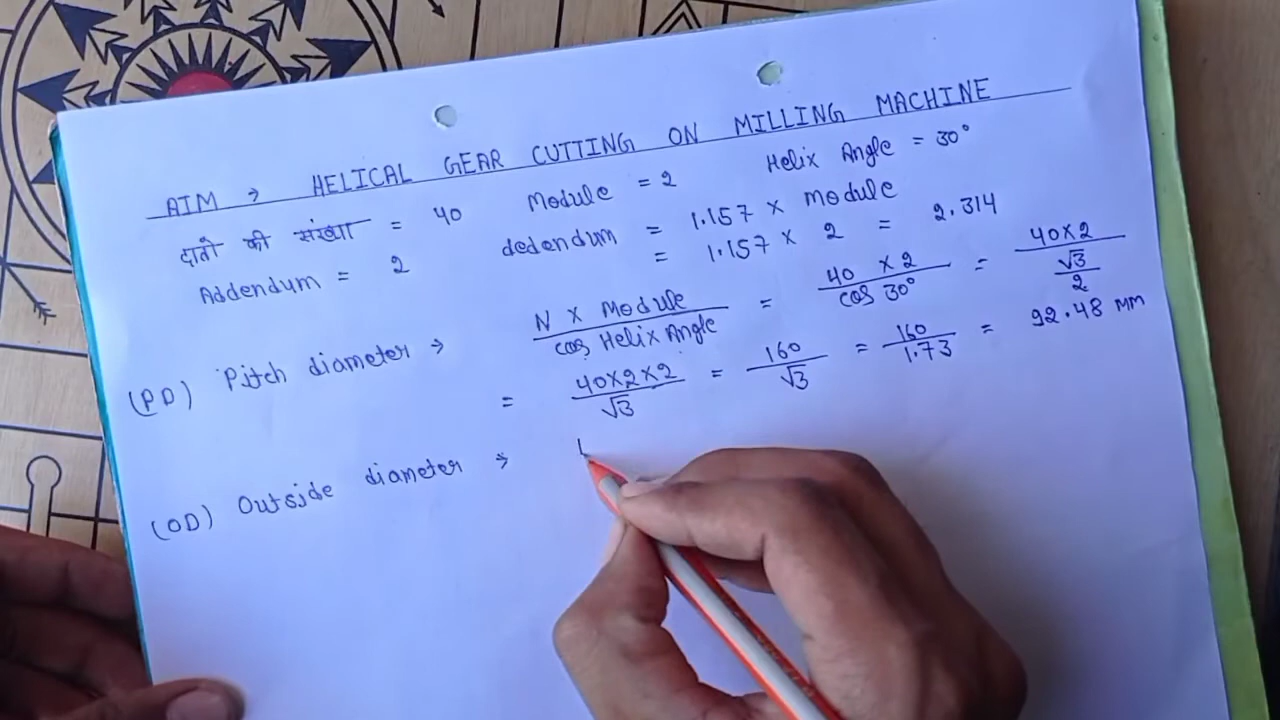 AIM → HELICAL GEAR CUTTING ON MILLING MACHINE
दातो की संख्या = 40 Module = 2 Helix Angle = 30°
Addendum = 2 dedendum = 1.157 × module
= 1.157 × 2 = 2.314
(PD) Pitch diameter → N × Module / cos Helix Angle = 40 × 2 / cos 30° = 40×2 / √3/2
= 40×2×2 / √3 = 160 / √3 = 160 / 1.73 = 92.48 MM
(OD) Outside diameter →